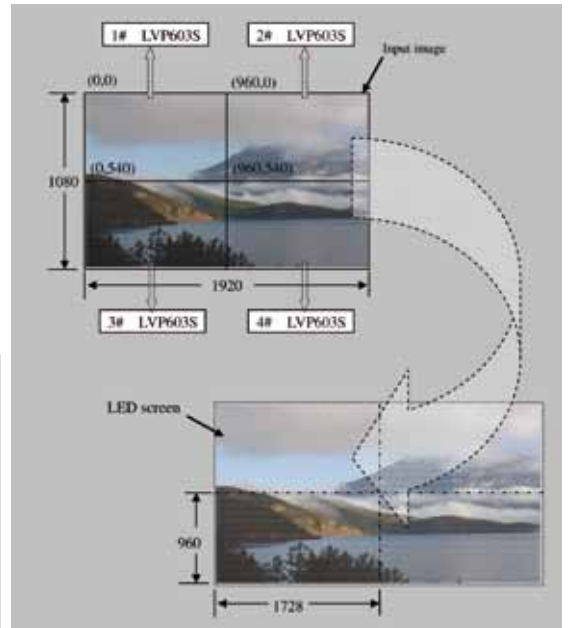 1# LVP603S
2# LVP603S
Input image
(0,0)
(960,0)
(0,540)
(960,540)
1080
1920
3# LVP603S
4# LVP603S
LED screen
960
1728